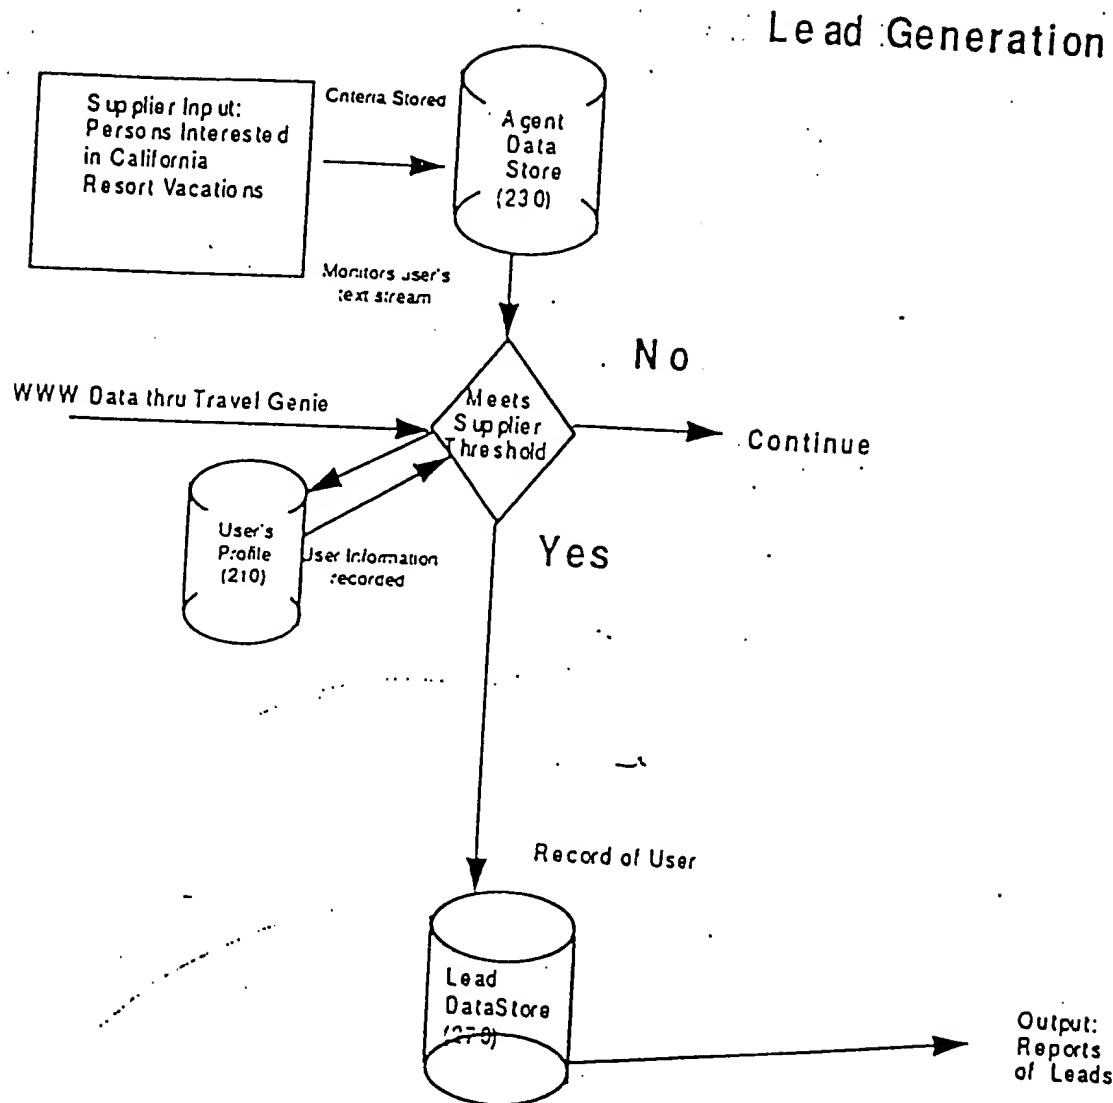 Lead Generation
Supplier Input:
Persons Interested
in California
Resort Vacations
Criteria Stored
Agent
Data
Store
(230)
Monitors user's
text stream
No
WWW Data thru Travel Genie
Meets
Supplier
Threshold
Continue
User's
Profile
(210)
User Information
recorded
Yes
Record of User
Lead
DataStore
Output:
Reports
of Leads